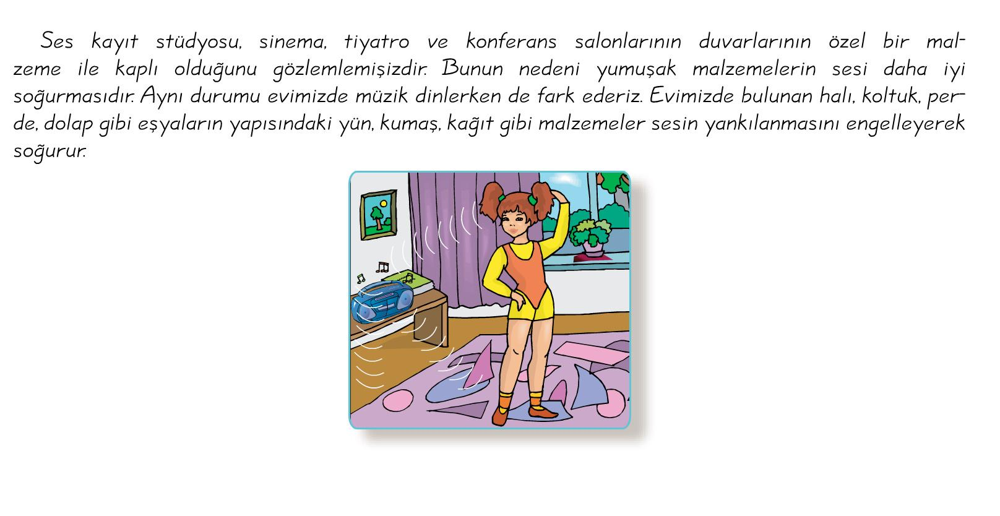 Ses kayıt stüdyosu, sinema, tiyatro ve konferans salonlarının duvarlarının özel bir mal-
zeme ile kaplı olduğunu gözlemlemişizdir. Bunun nedeni yumuşak malzemelerin sesi daha iyi
soğurmasıdır. Aynı durumu evimizde müzik dinlerken de fark ederiz. Evimizde bulunan halı, koltuk, per-
de, dolap gibi eşyaların yapısındaki yün, kumaş, kağıt gibi malzemeler sesin yankılanmasını engelleyerek
soğurur.